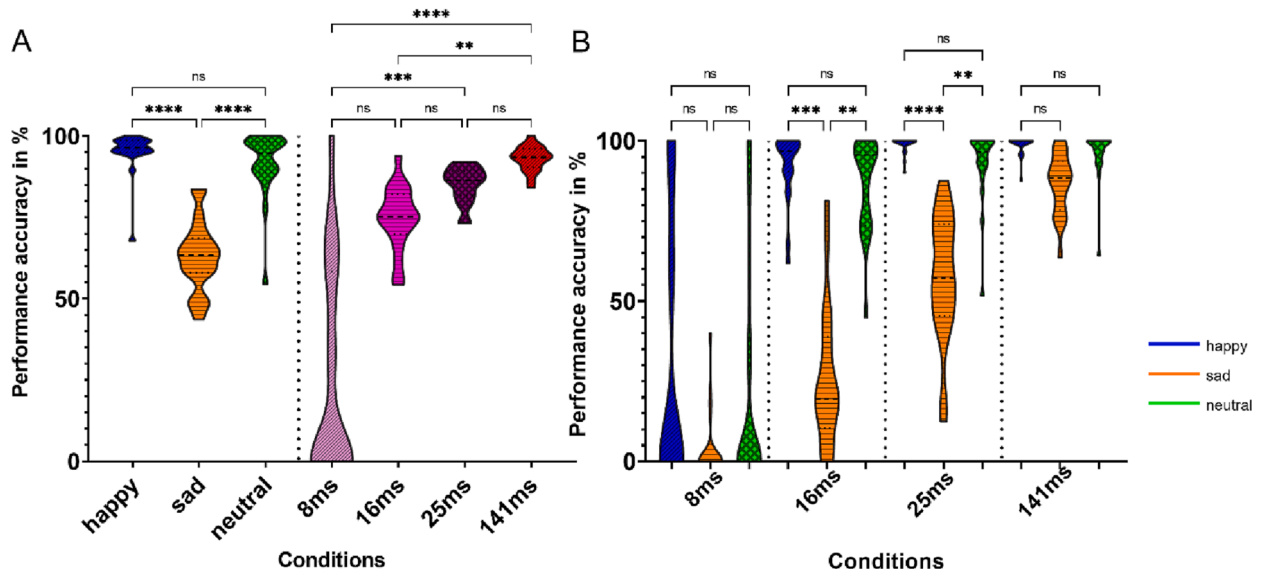 A
B
****
**
ns
***
**** ****
ns ns ns
ns
ns ns
ns
*** **
ns
**
****
ns
ns
Performance accuracy in %
100
50
0
happy
sad
neutral
8ms
16ms
25ms
141ms
Conditions
Performance accuracy in %
100
50
0
8ms
16ms
25ms
141ms
Conditions
happy
sad
neutral